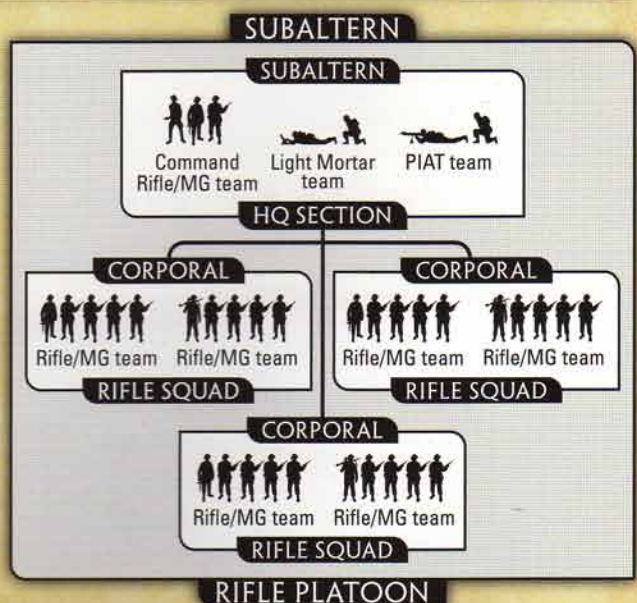 SUBALTERN
SUBALTERN
Command
Rifle/MG team
Light Mortar
team
PIAT team
HQ SECTION
CORPORAL
Rifle/MG team Rifle/MG team
RIFLE SQUAD
CORPORAL
Rifle/MG team Rifle/MG team
RIFLE SQUAD
CORPORAL
Rifle/MG team Rifle/MG team
RIFLE SQUAD
RIFLE PLATOON